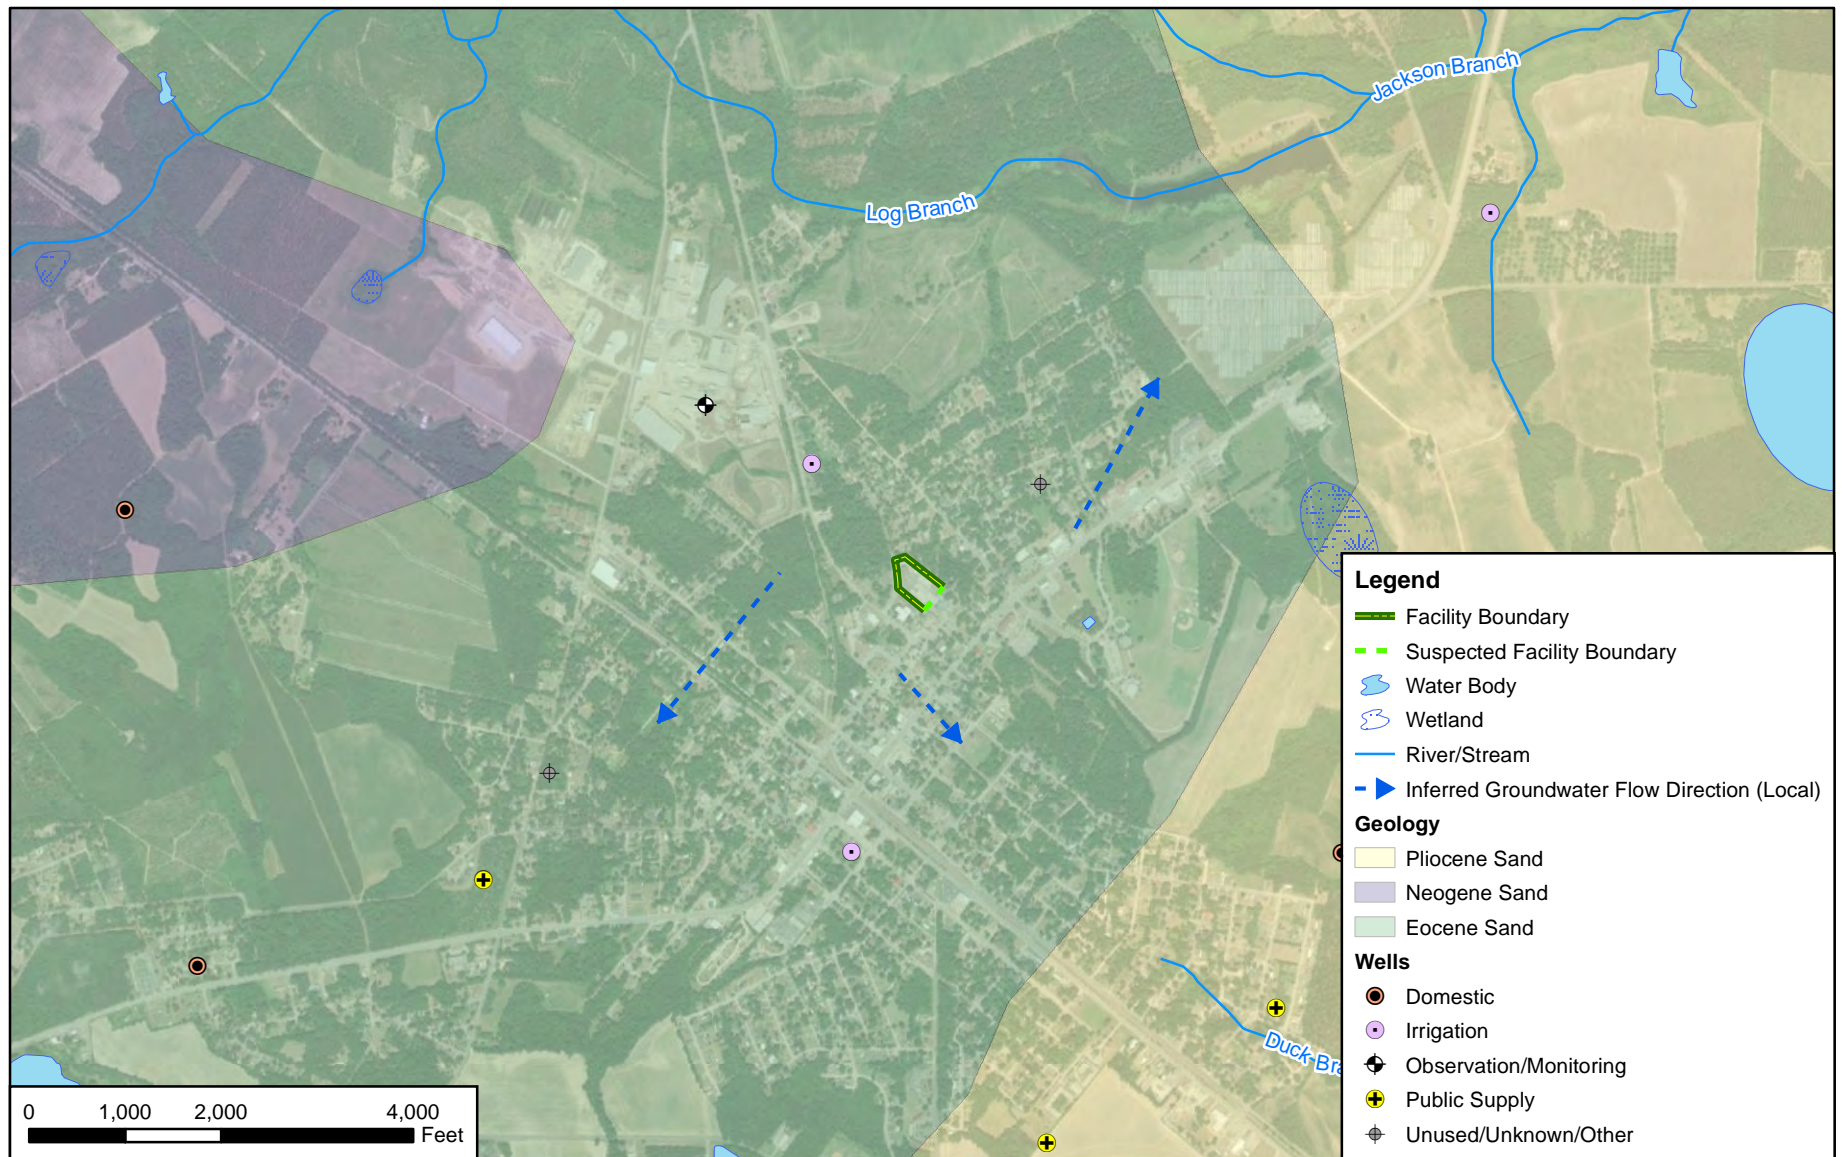 Jackson Branch
Log Branch
Legend
Facility Boundary
Suspected Facility Boundary
Water Body
Wetland
River/Stream
Inferred Groundwater Flow Direction (Local)
Geology
Pliocene Sand
Neogene Sand
Eocene Sand
Wells
Domestic
Irrigation
Observation/Monitoring
Public Supply
Unused/Unknown/Other
Duck Bra
0 1,000 2,000 4,000
Feet